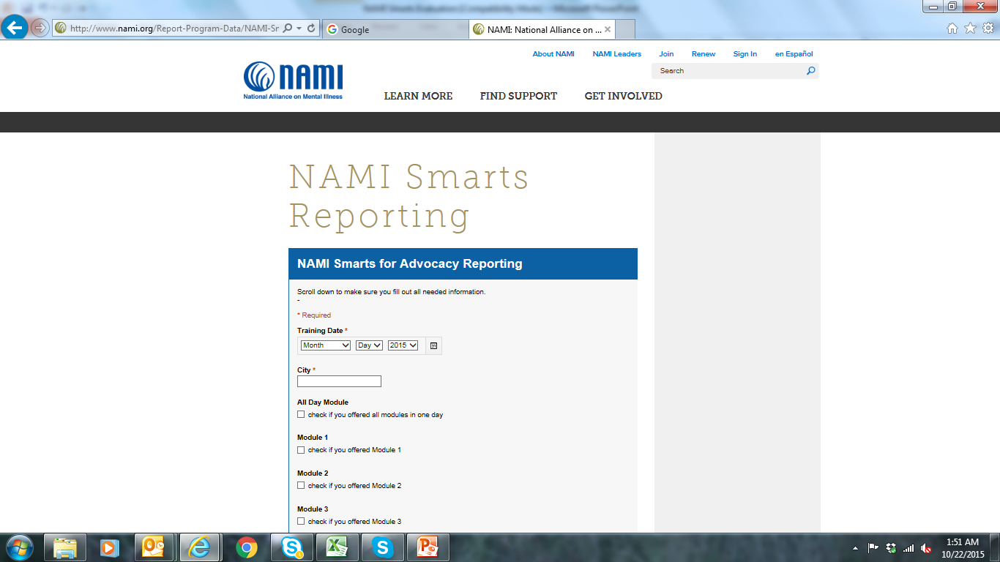 NAMI Smarts Evaluation [Compatibility Mode] - Microsoft PowerPoint
http://www.nami.org/Report-Program-Data/NAMI-Sr
Google
NAMI: National Alliance on ...
About NAMI NAMI Leaders Join Renew Sign In en Español
Search
NAMI
National Alliance on Mental Illness
LEARN MORE FIND SUPPORT GET INVOLVED
NAMI Smarts
Reporting
NAMI Smarts for Advocacy Reporting
Scroll down to make sure you fill out all needed information.
-
* Required
Training Date *
Month Day 2015 31
City *
All Day Module
check if you offered all modules in one day
Module 1
check if you offered Module 1
Module 2
check if you offered Module 2
Module 3
check if you offered Module 3
1:51 AM
10/22/2015